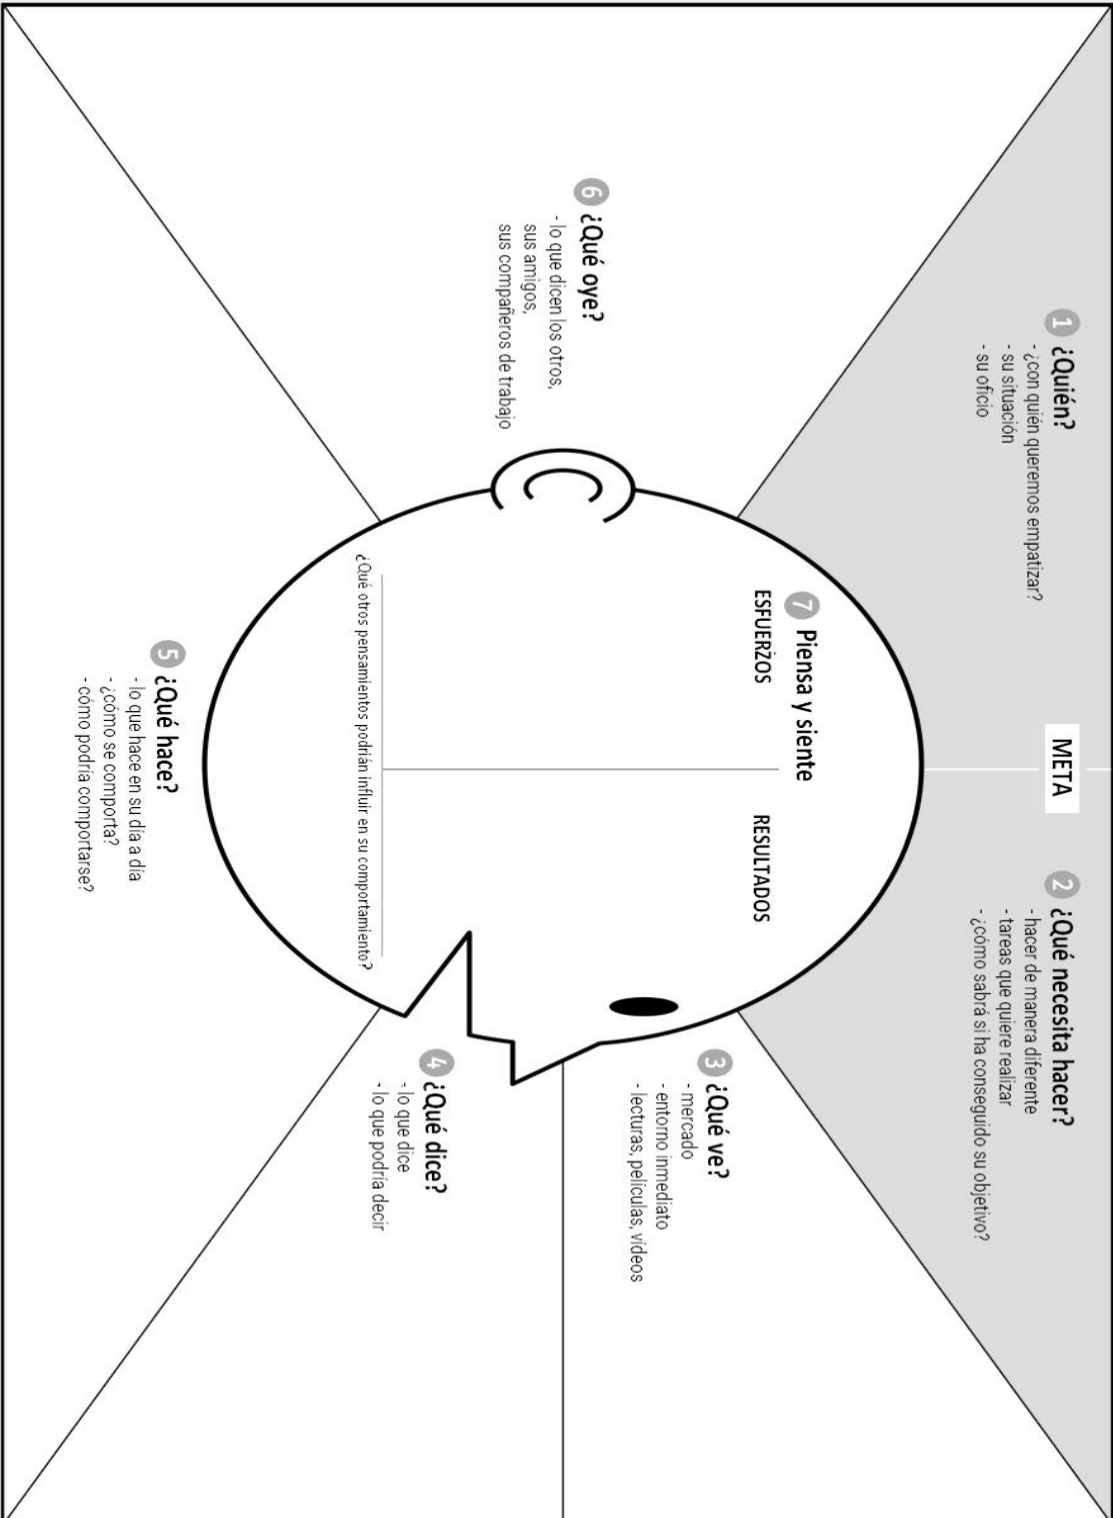 META
1 ¿Quién?
- ¿con quién queremos empatizar?
- su situación
- su oficio
2 ¿Qué necesita hacer?
- hacer de manera diferente
- tareas que quiere realizar
- ¿cómo sabrá si ha conseguido su objetivo?
3 ¿Qué ve?
- mercado
- entorno inmediato
- lecturas, películas, vídeos
4 ¿Qué dice?
- lo que dice
- lo que podría decir
5 ¿Qué hace?
- lo que hace en su día a día
- ¿cómo se comporta?
- cómo podría comportarse?
6 ¿Qué oye?
- lo que dicen los otros,
sus amigos,
sus compañeros de trabajo
7 Piensa y siente
ESFUERZOS
RESULTADOS
¿Qué otros pensamientos podrían influir en su comportamiento?